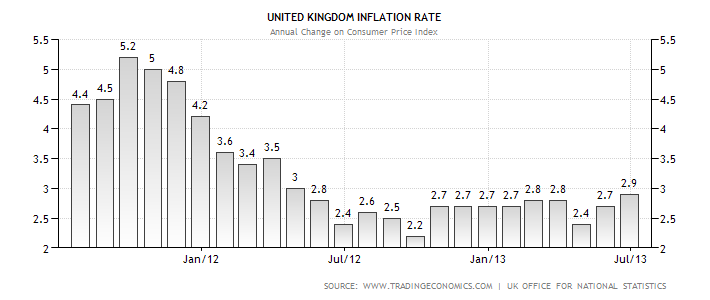 UNITED KINGDOM INFLATION RATE
Annual Change on Consumer Price Index
5.5 5.5
5.2
5 5 5
4.8
4.5 4.5 4.5
4.4
4.2
4 4
3.6
3.5 3.5 3.5
3.4
3 3 3
2.9
2.8 2.8 2.8
2.7 2.7 2.7 2.7 2.7
2.6
2.5 2.5 2.5
2.4 2.4
2.2
2 2
Jan/12 Jul/12 Jan/13 Jul/13
SOURCE: WWW.TRADINGECONOMICS.COM | UK OFFICE FOR NATIONAL STATISTICS